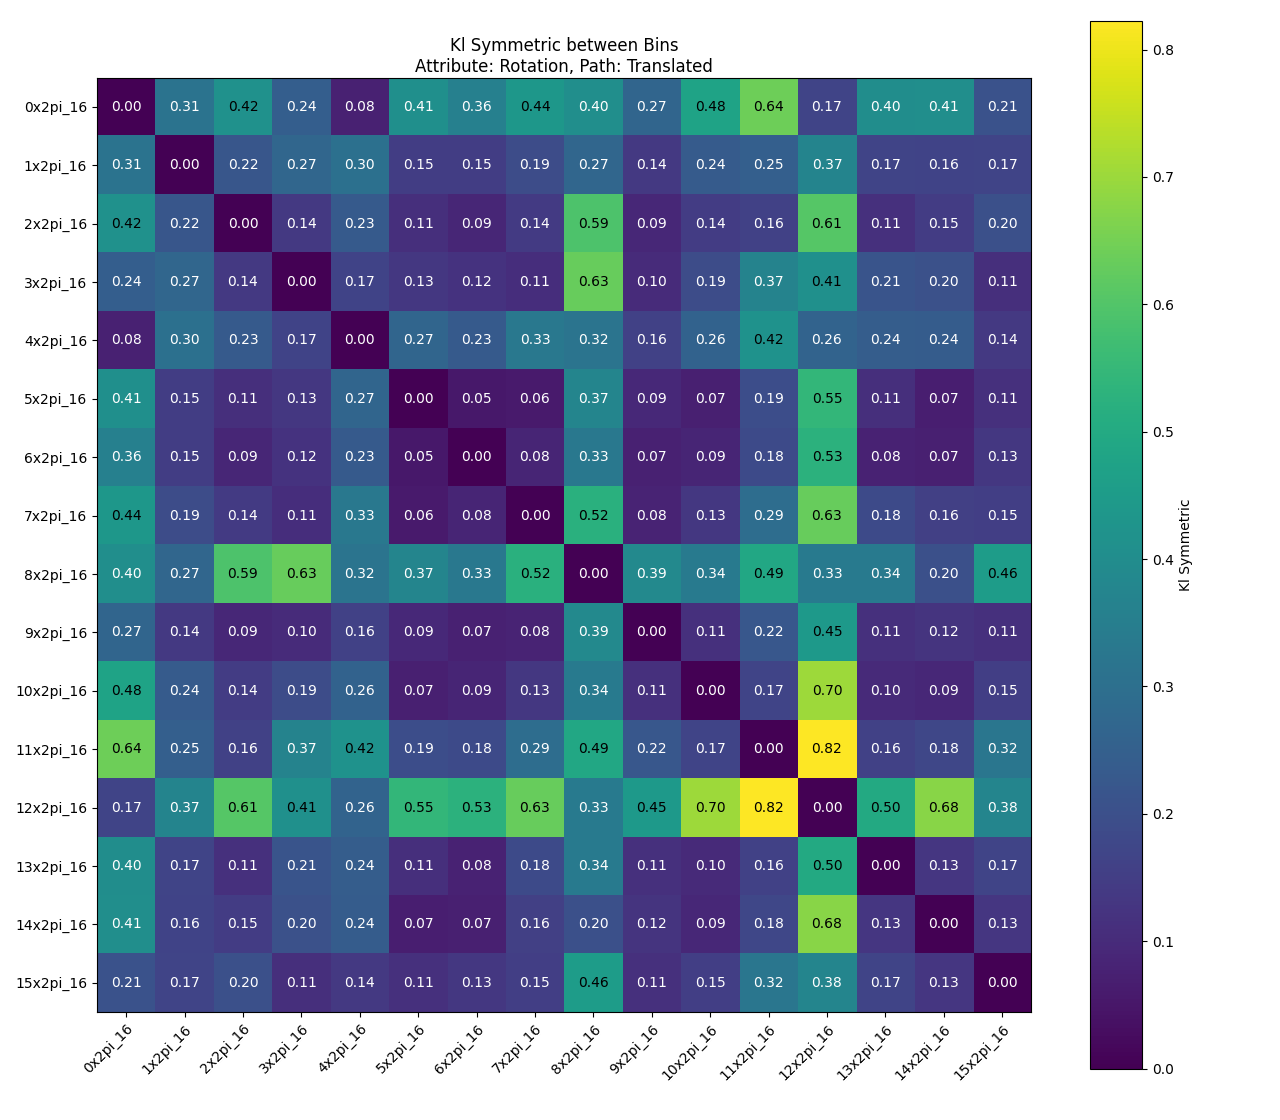 Kl Symmetric between Bins
Attribute: Rotation, Path: Translated
0x2pi_16 0.00 0.31 0.42 0.24 0.08 0.41 0.36 0.44 0.40 0.27 0.48 0.64 0.17 0.40 0.41 0.21
1x2pi_16 0.31 0.00 0.22 0.27 0.30 0.15 0.15 0.19 0.27 0.14 0.24 0.25 0.37 0.17 0.16 0.17
2x2pi_16 0.42 0.22 0.00 0.14 0.23 0.11 0.09 0.14 0.59 0.09 0.14 0.16 0.61 0.11 0.15 0.20
3x2pi_16 0.24 0.27 0.14 0.00 0.17 0.13 0.12 0.11 0.63 0.10 0.19 0.37 0.41 0.21 0.20 0.11
4x2pi_16 0.08 0.30 0.23 0.17 0.00 0.27 0.23 0.33 0.32 0.16 0.26 0.42 0.26 0.24 0.24 0.14
5x2pi_16 0.41 0.15 0.11 0.13 0.27 0.00 0.05 0.06 0.37 0.09 0.07 0.19 0.55 0.11 0.07 0.11
6x2pi_16 0.36 0.15 0.09 0.12 0.23 0.05 0.00 0.08 0.33 0.07 0.09 0.18 0.53 0.08 0.07 0.13
7x2pi_16 0.44 0.19 0.14 0.11 0.33 0.06 0.08 0.00 0.52 0.08 0.13 0.29 0.63 0.18 0.16 0.15
8x2pi_16 0.40 0.27 0.59 0.63 0.32 0.37 0.33 0.52 0.00 0.39 0.34 0.49 0.33 0.34 0.20 0.46
9x2pi_16 0.27 0.14 0.09 0.10 0.16 0.09 0.07 0.08 0.39 0.00 0.11 0.22 0.45 0.11 0.12 0.11
10x2pi_16 0.48 0.24 0.14 0.19 0.26 0.07 0.09 0.13 0.34 0.11 0.00 0.17 0.70 0.10 0.09 0.15
11x2pi_16 0.64 0.25 0.16 0.37 0.42 0.19 0.18 0.29 0.49 0.22 0.17 0.00 0.82 0.16 0.18 0.32
12x2pi_16 0.17 0.37 0.61 0.41 0.26 0.55 0.53 0.63 0.33 0.45 0.70 0.82 0.00 0.50 0.68 0.38
13x2pi_16 0.40 0.17 0.11 0.21 0.24 0.11 0.08 0.18 0.34 0.11 0.10 0.16 0.50 0.00 0.13 0.17
14x2pi_16 0.41 0.16 0.15 0.20 0.24 0.07 0.07 0.16 0.20 0.12 0.09 0.18 0.68 0.13 0.00 0.13
15x2pi_16 0.21 0.17 0.20 0.11 0.14 0.11 0.13 0.15 0.46 0.11 0.15 0.32 0.38 0.17 0.13 0.00
0x2pi_16 1x2pi_16 2x2pi_16 3x2pi_16 4x2pi_16 5x2pi_16 6x2pi_16 7x2pi_16 8x2pi_16 9x2pi_16 10x2pi_16 11x2pi_16 12x2pi_16 13x2pi_16 14x2pi_16 15x2pi_16
0.8
0.7
0.6
0.5
0.4
0.3
0.2
0.1
0.0
Kl Symmetric